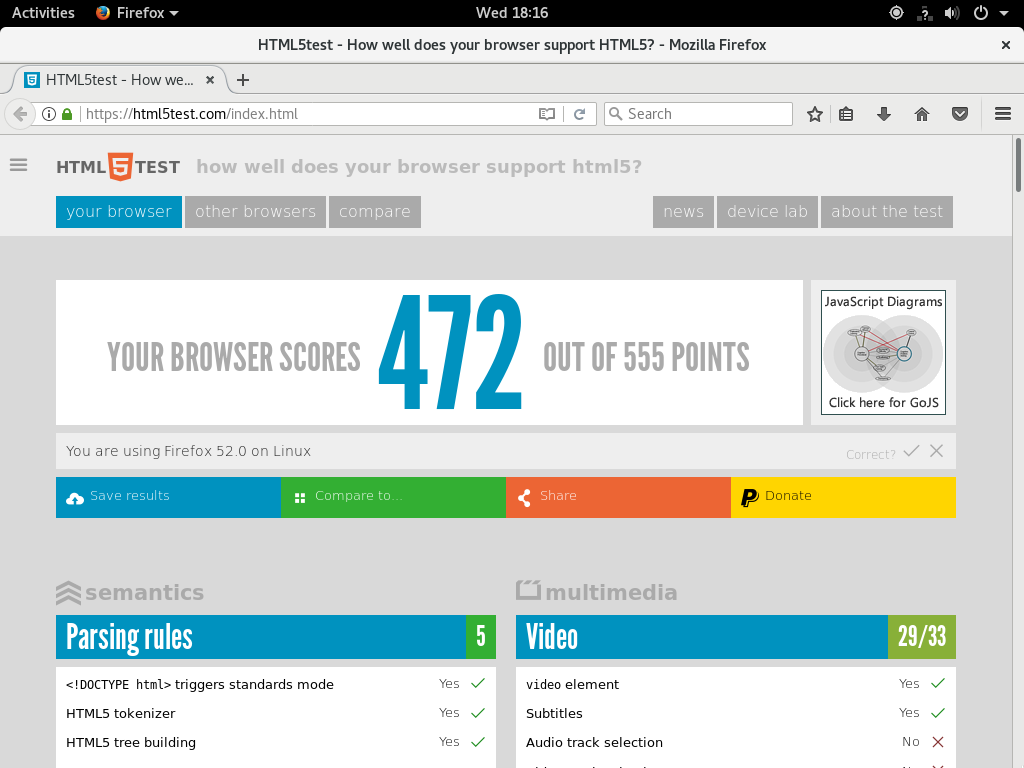 Activities Firefox Wed 18:16
HTML5test - How well does your browser support HTML5? - Mozilla Firefox
HTML5test - How we...
https://html5test.com/index.html Search
HTML 5 TEST how well does your browser support html5?
your browser other browsers compare news device lab about the test
YOUR BROWSER SCORES 472 OUT OF 555 POINTS
JavaScript Diagrams
Click here for GoJS
You are using Firefox 52.0 on Linux Correct?
Save results Compare to... Share Donate
semantics multimedia
Parsing rules 5 Video 29/33
<!DOCTYPE html> triggers standards mode Yes video element Yes
HTML5 tokenizer Yes Subtitles Yes
HTML5 tree building Yes Audio track selection No